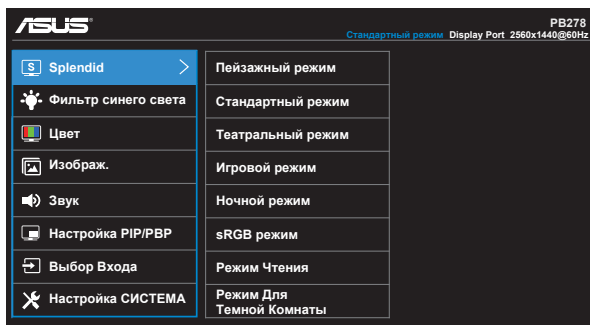 ASUS
PB278
Стандартный режим Display Port 2560x1440@60Hz
S Splendid
Фильтр синего света
Цвет
Изображ.
Звук
Настройка PIP/PBP
Выбор Входа
Настройка СИСТЕМА
Пейзажный режим
Стандартный режим
Театральный режим
Игровой режим
Ночной режим
sRGB режим
Режим Чтения
Режим Для
Темной Комнаты